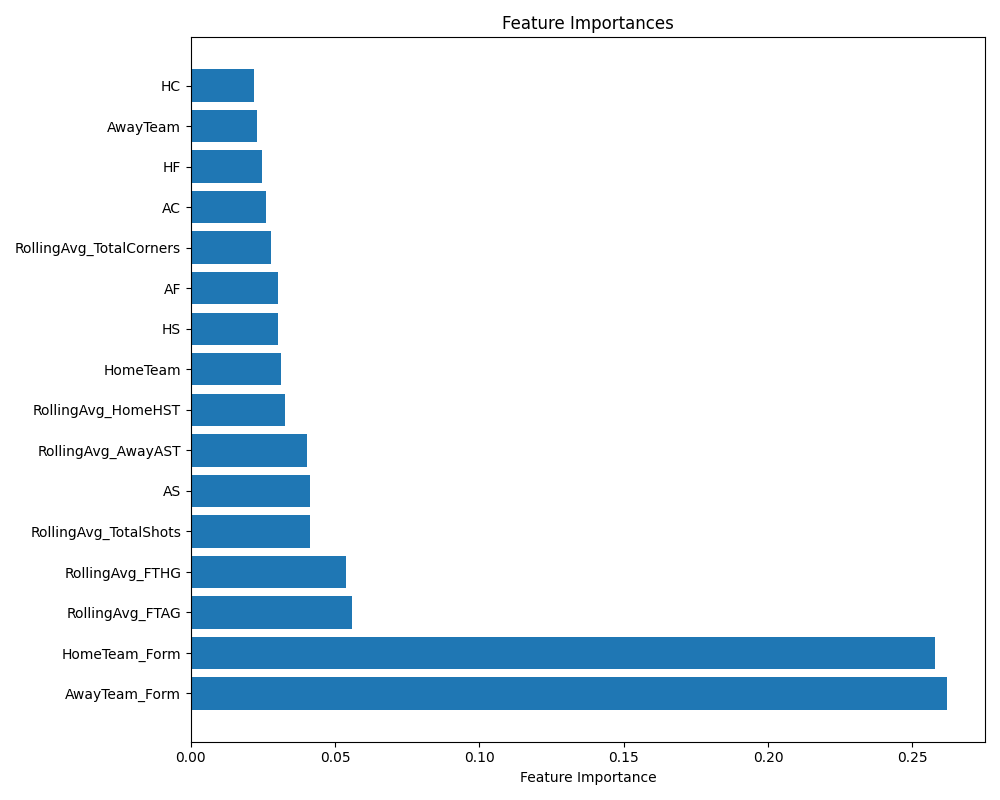 Feature Importances
HC
AwayTeam
HF
AC
RollingAvg_TotalCorners
AF
HS
HomeTeam
RollingAvg_HomeHST
RollingAvg_AwayAST
AS
RollingAvg_TotalShots
RollingAvg_FTHG
RollingAvg_FTAG
HomeTeam_Form
AwayTeam_Form
0.00 0.05 0.10 0.15 0.20 0.25
Feature Importance